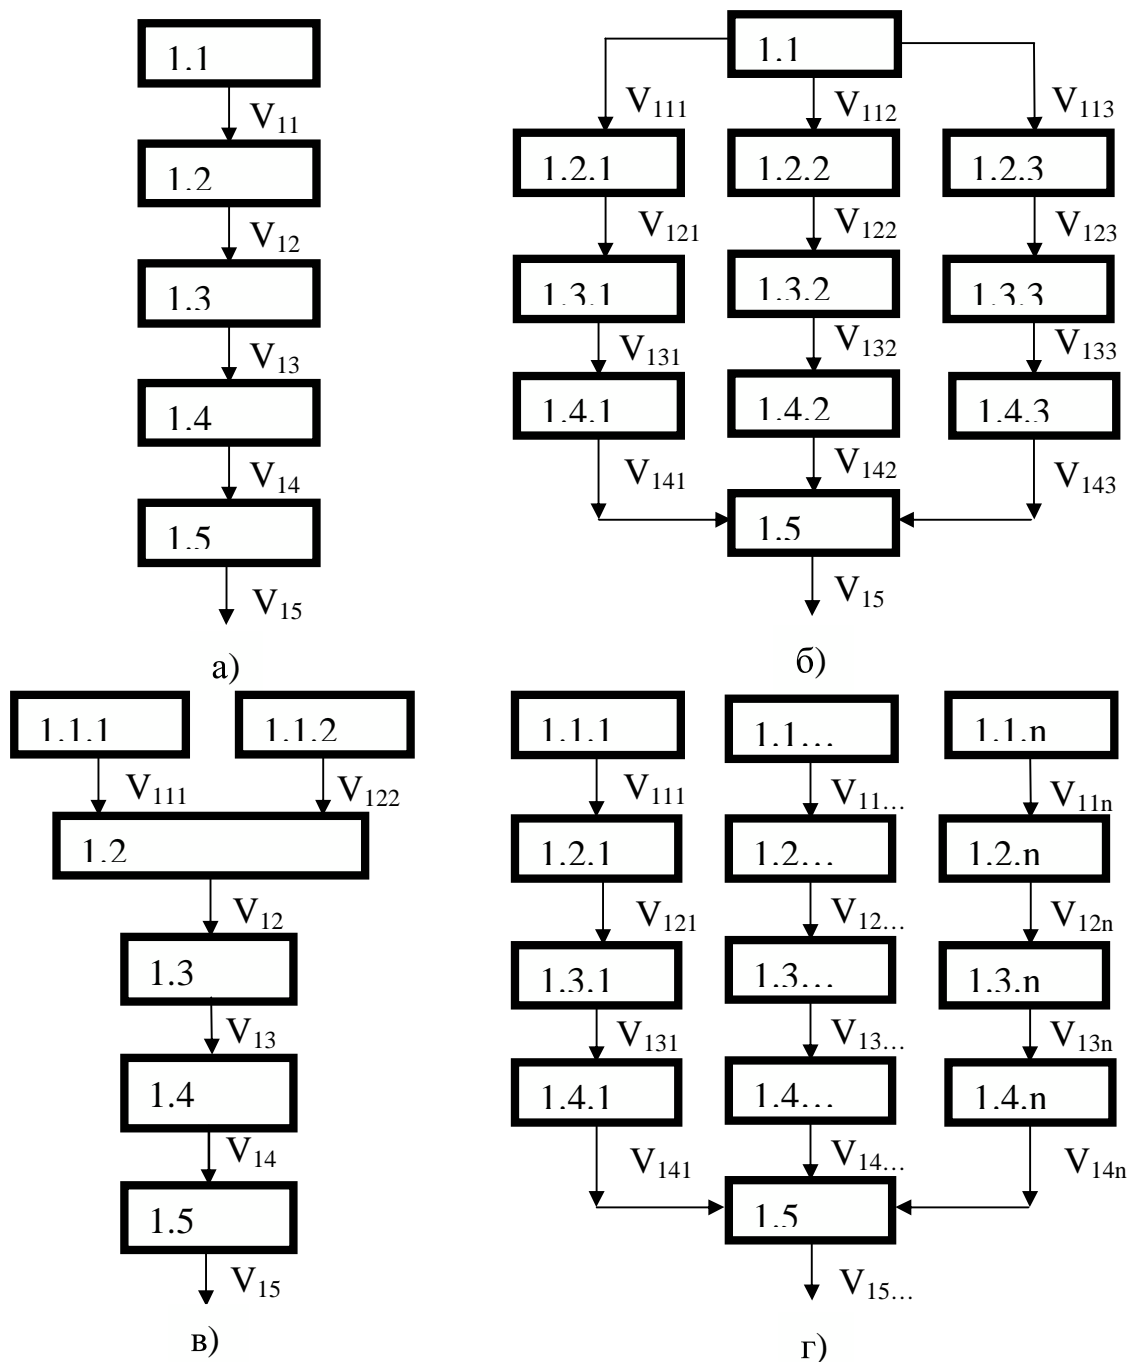 1.1
V11
1.2
V12
1.3
V13
1.4
V14
1.5
V15
а)
1.1
V111 V112 V113
1.2.1 1.2.2 1.2.3
V121 V122 V123
1.3.1 1.3.2 1.3.3
V131 V132 V133
1.4.1 1.4.2 1.4.3
V141 V142 V143
1.5
V15
б)
1.1.1 1.1.2
V111 V122
1.2
V12
1.3
V13
1.4
V14
1.5
V15
в)
1.1.1 1.1… 1.1.n
V111 V11… V11n
1.2.1 1.2… 1.2.n
V121 V12… V12n
1.3.1 1.3… 1.3.n
V131 V13… V13n
1.4.1 1.4… 1.4.n
V141 V14… V14n
1.5
V15…
г)